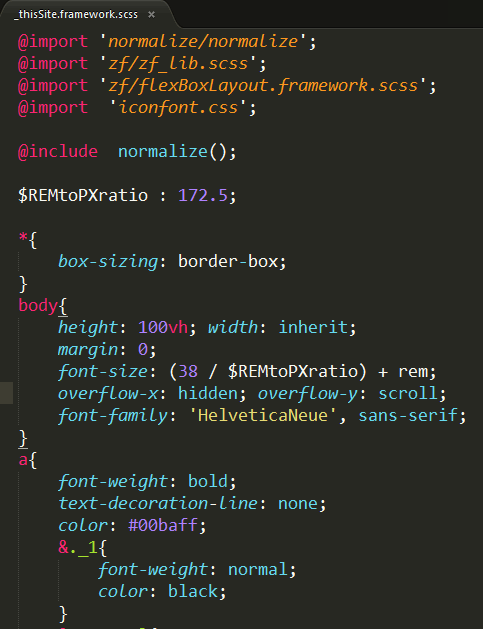 _thisSite.framework.scss ×
@import 'normalize/normalize';
@import 'zf/zf_lib.scss';
@import 'zf/flexBoxLayout.framework.scss';
@import  'iconfont.css';
@include  normalize();
$REMtoPXratio : 172.5;
*{
box-sizing: border-box;
}
body{
height: 100vh; width: inherit;
margin: 0;
font-size: (38 / $REMtoPXratio) + rem;
overflow-x: hidden; overflow-y: scroll;
font-family: 'HelveticaNeue', sans-serif;
}
a{
font-weight: bold;
text-decoration-line: none;
color: #00baff;
&._1{
font-weight: normal;
color: black;
}